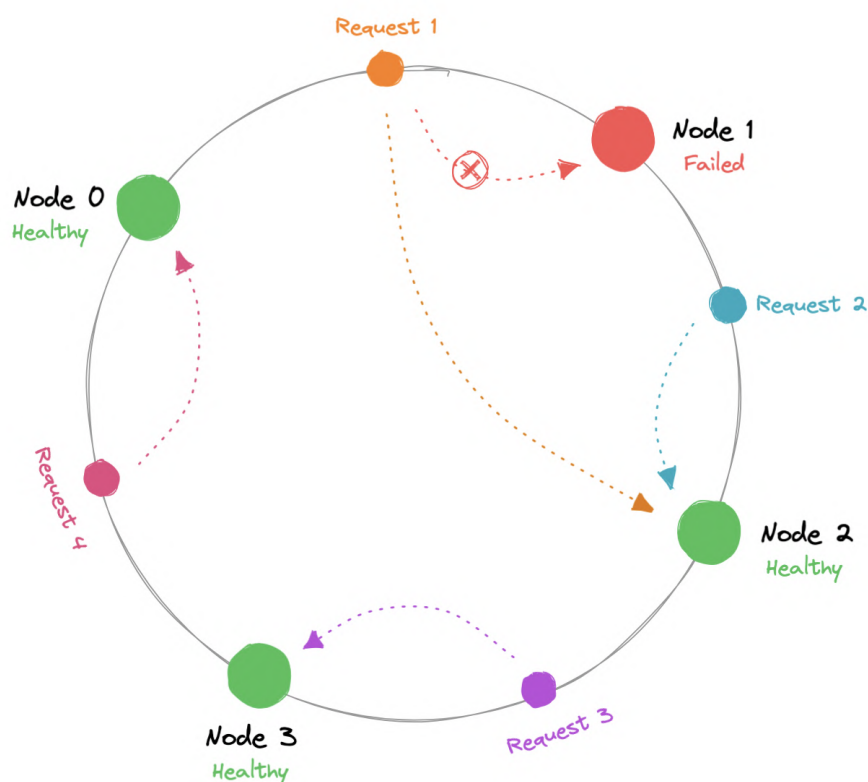 Request 1
Node 1
Failed
Node 0
Healthy
Request 2
Request 4
Node 2
Healthy
Request 3
Node 3
Healthy